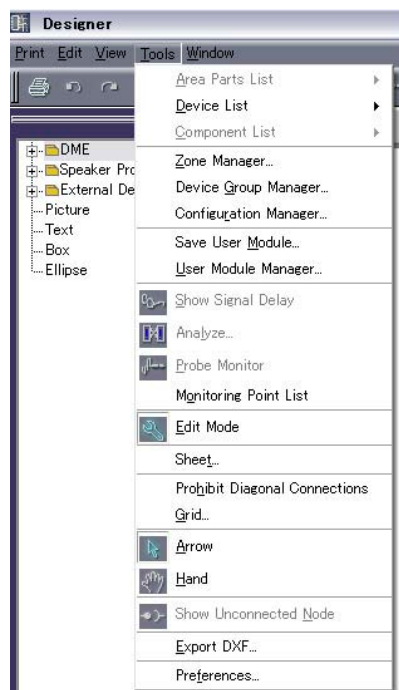 Designer
Print Edit View Tools Window
Area Parts List
Device List
Component List
Zone Manager...
Device Group Manager...
Configuration Manager...
Save User Module...
User Module Manager...
Show Signal Delay
Analyze...
Probe Monitor
Monitoring Point List
Edit Mode
Sheet...
Prohibit Diagonal Connections
Grid...
Arrow
Hand
Show Unconnected Node
Export DXF...
Preferences...
DME
Speaker Pro
External De
Picture
Text
Box
Ellipse